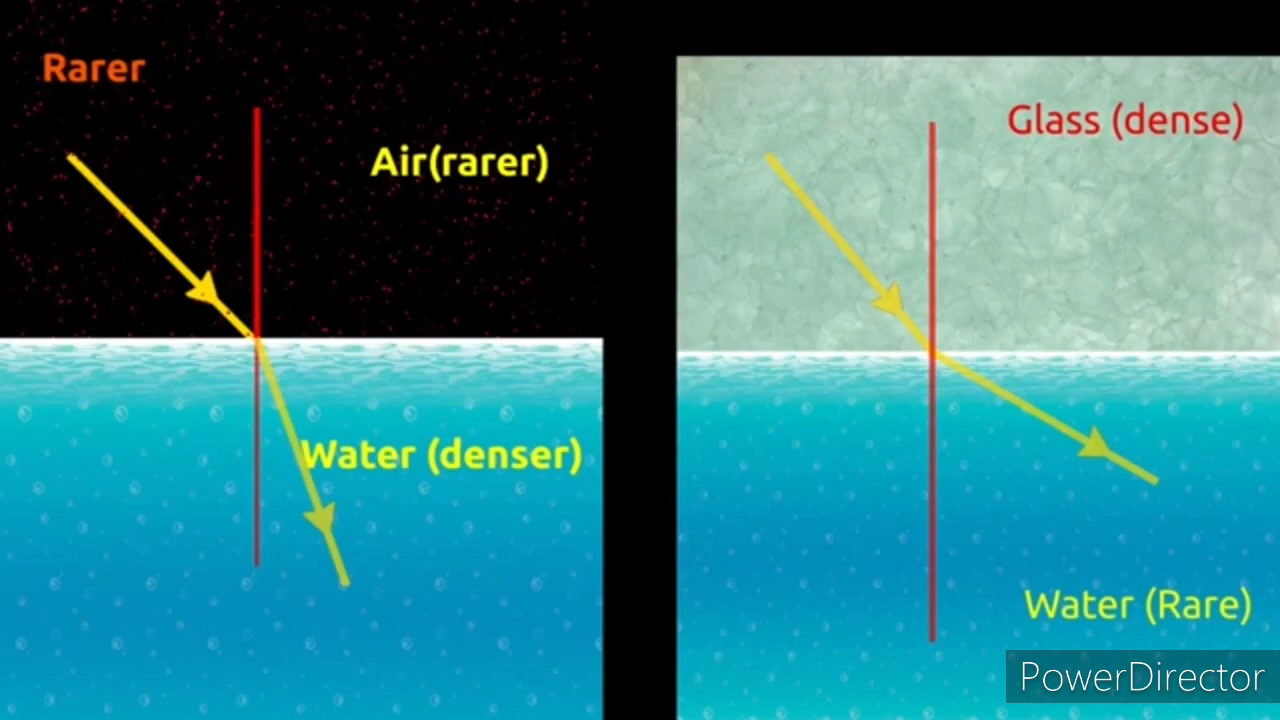 Rarer
Air(rarer)
Water (denser)
Glass (dense)
Water (Rare)
PowerDirector